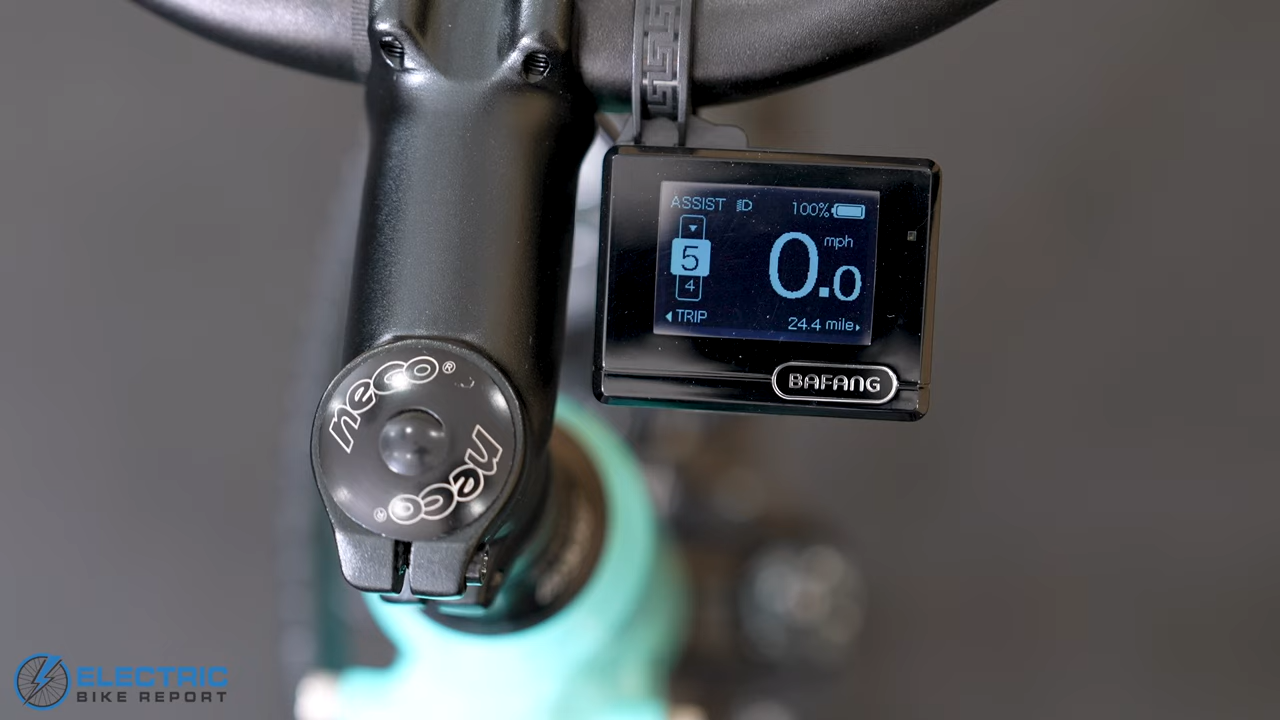 ASSIST 100%
mph
5
0.0
4
TRIP 24.4 mile
BAFANG
neco®
neco®
ELECTRIC
BIKE REPORT